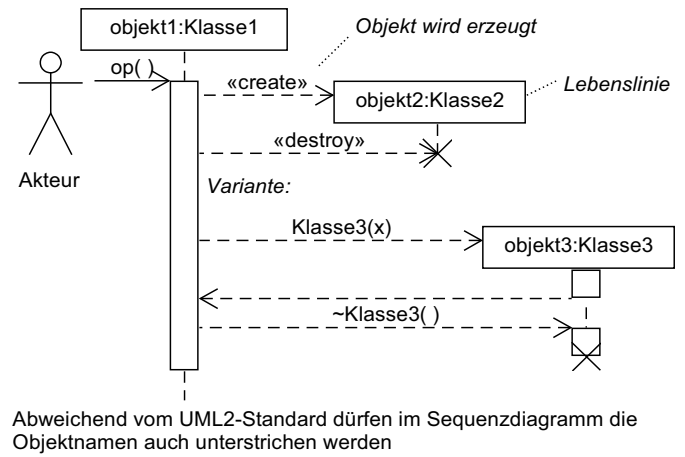 objekt1:Klasse1
Objekt wird erzeugt
op( )
«create»
objekt2:Klasse2
Lebenslinie
«destroy»
Akteur
Variante:
Klasse3(x)
objekt3:Klasse3
~Klasse3( )
Abweichend vom UML2-Standard dürfen im Sequenzdiagramm die
Objektnamen auch unterstrichen werden